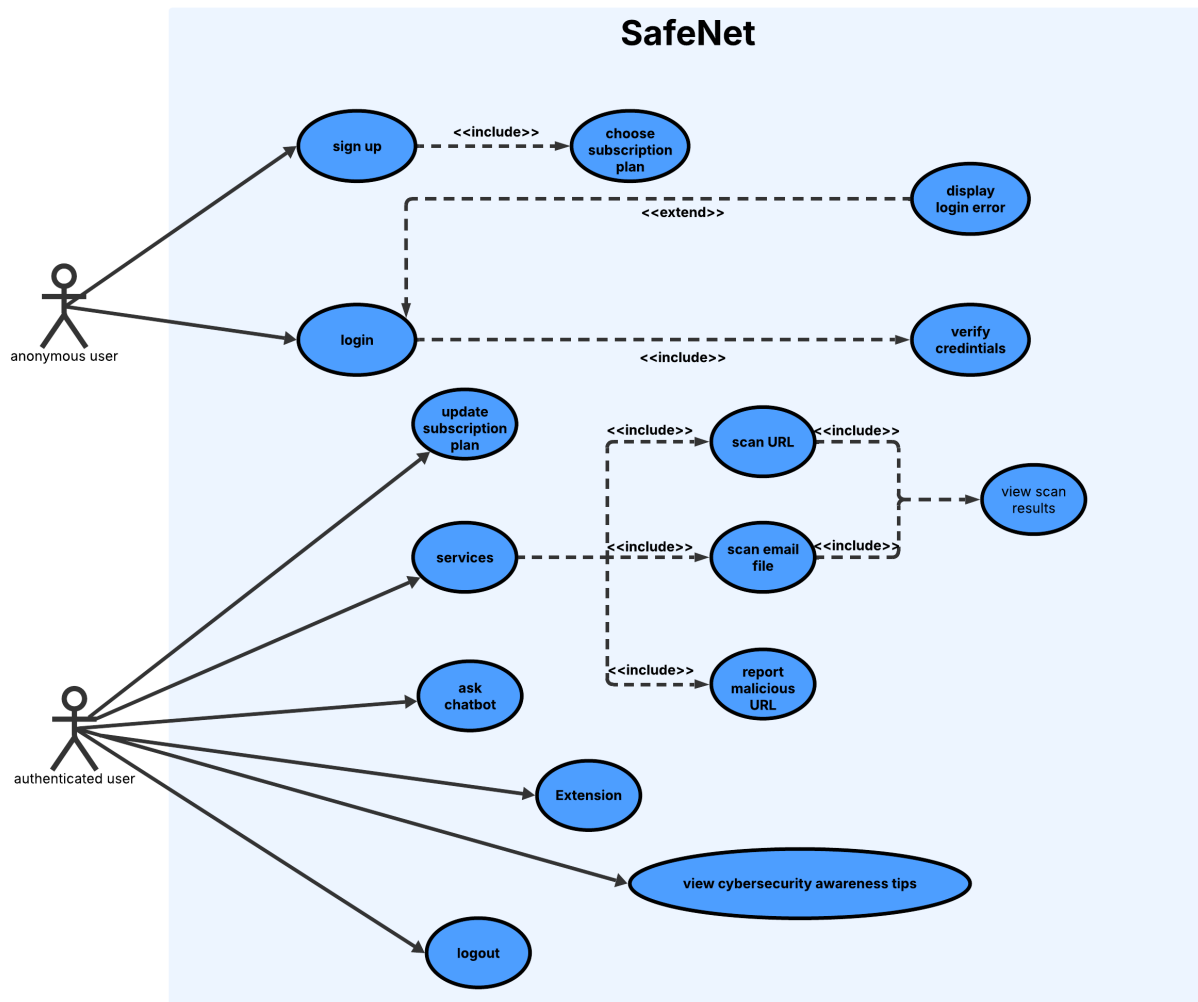 SafeNet
sign up
<<include>>
choose
subscription
plan
display
login error
<<extend>>
anonymous user
login
<<include>>
verify
credintials
update
subscription
plan
<<include>>
scan URL
<<include>>
view scan
results
services
<<include>>
scan email
file
<<include>>
ask
chatbot
<<include>>
report
malicious
URL
authenticated user
Extension
view cybersecurity awareness tips
logout